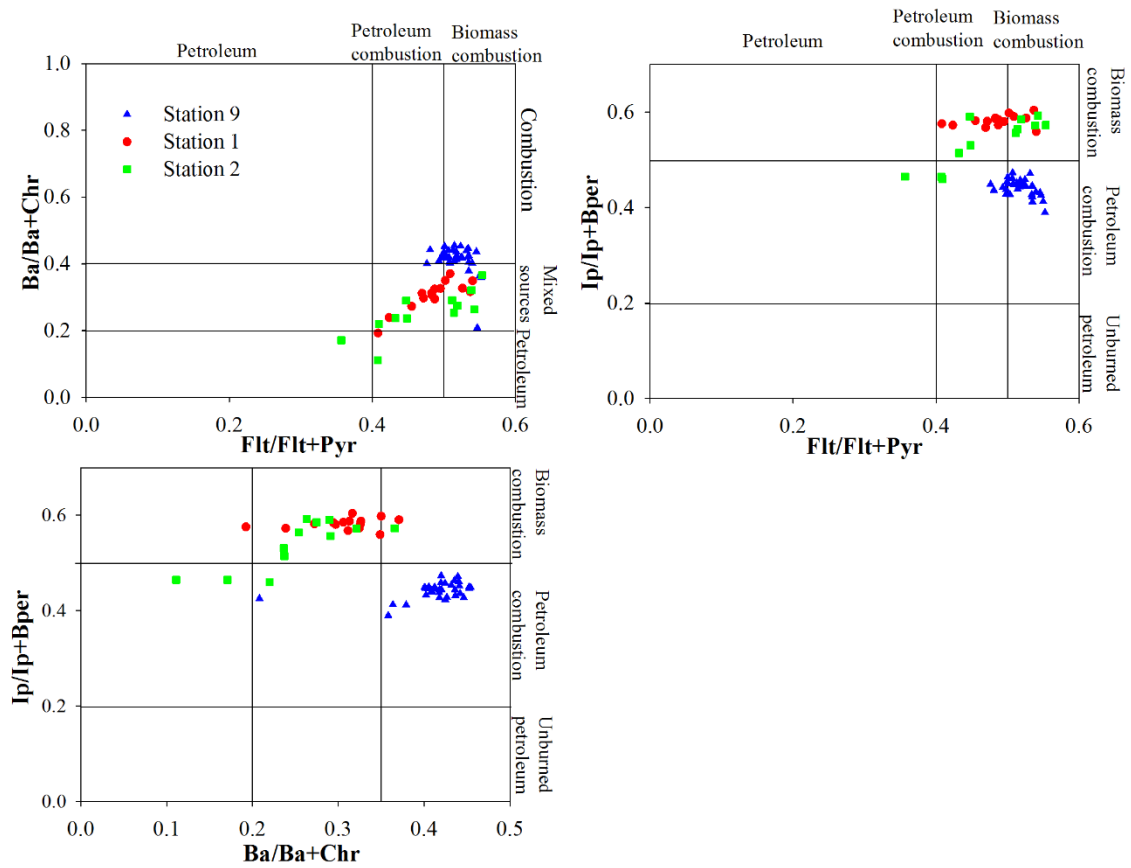 Petroleum
Petroleum
combustion
Biomass
combustion
1.0
0.8
0.6
0.4
0.2
0.0
Ba/Ba+Chr
Station 9
Station 1
Station 2
Combustion
Mixed
sources
Petroleum
0.0
0.2
0.4
0.6
Flt/Flt+Pyr
Petroleum
Petroleum
combustion
Biomass
combustion
0.6
0.4
0.2
0.0
Ip/Ip+Bper
Biomass
combustion
Petroleum
combustion
Unburned
petroleum
0.0
0.2
0.4
0.6
Flt/Flt+Pyr
0.6
0.4
0.2
0.0
Ip/Ip+Bper
Biomass
combustion
Petroleum
combustion
Unburned
petroleum
0.0
0.1
0.2
0.3
0.4
0.5
Ba/Ba+Chr